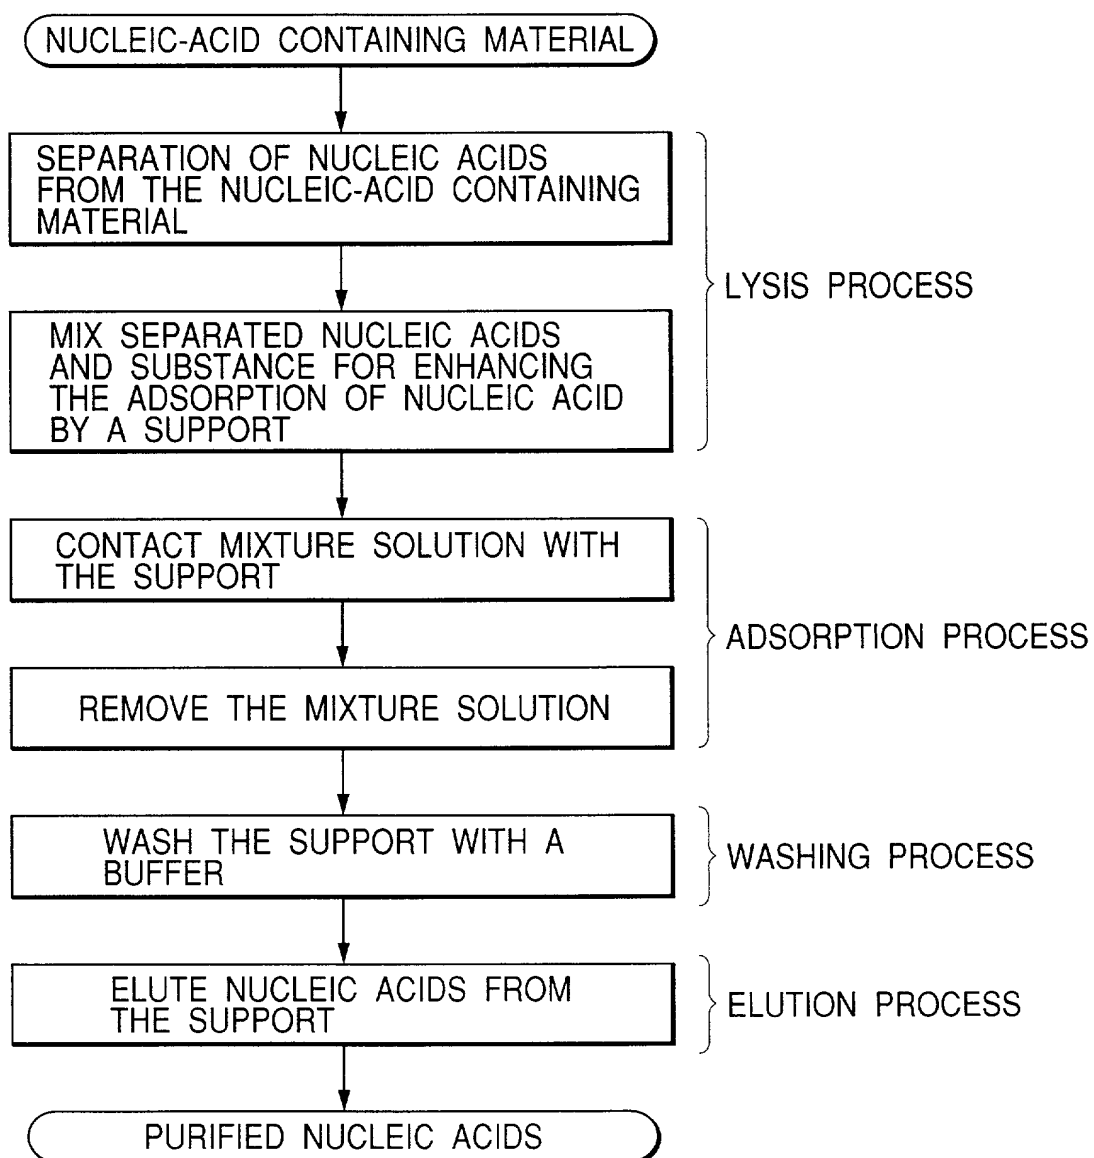 NUCLEIC-ACID CONTAINING MATERIAL
SEPARATION OF NUCLEIC ACIDS
FROM THE NUCLEIC-ACID CONTAINING
MATERIAL
LYSIS PROCESS
MIX SEPARATED NUCLEIC ACIDS
AND SUBSTANCE FOR ENHANCING
THE ADSORPTION OF NUCLEIC ACID
BY A SUPPORT
CONTACT MIXTURE SOLUTION WITH
THE SUPPORT
ADSORPTION PROCESS
REMOVE THE MIXTURE SOLUTION
WASH THE SUPPORT WITH A
BUFFER
WASHING PROCESS
ELUTE NUCLEIC ACIDS FROM
THE SUPPORT
ELUTION PROCESS
PURIFIED NUCLEIC ACIDS